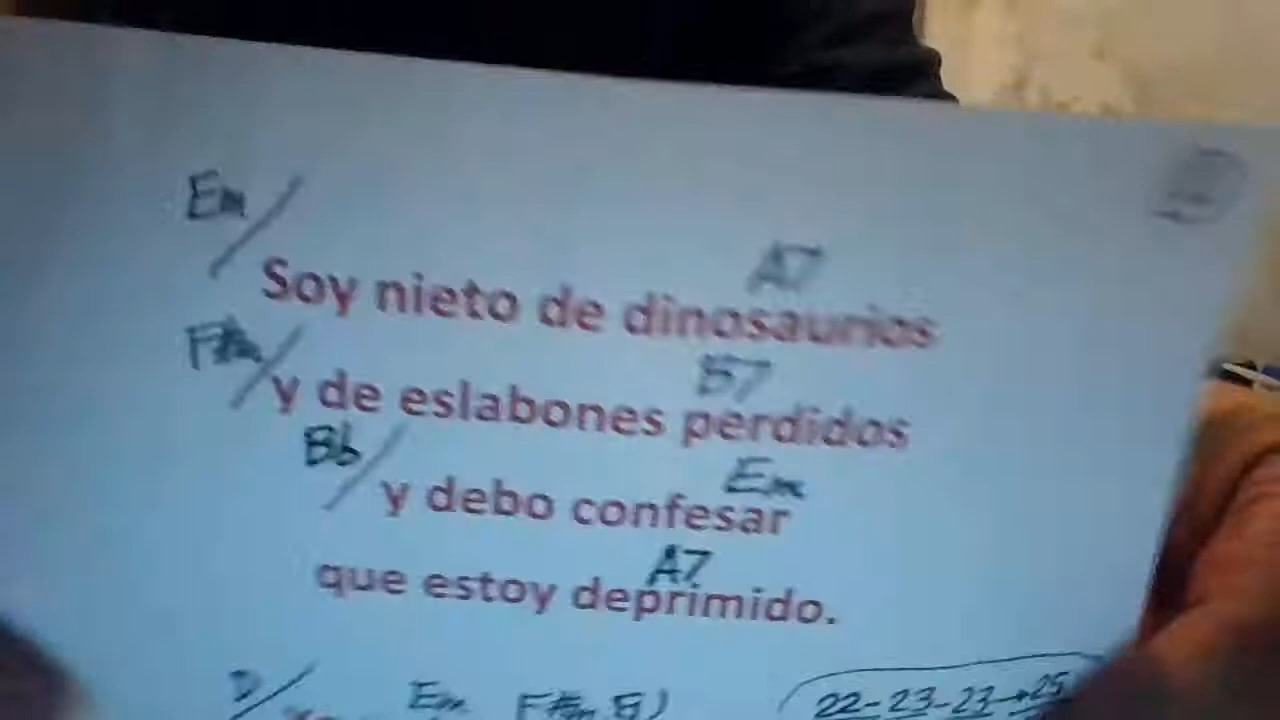 Em/ A7
Soy nieto de dinosaurios
F#m/ B7
y de eslabones perdidos
Bb/ Em
y debo confesar
A7
que estoy deprimido.
D/ Em F#m
22-23-23→25